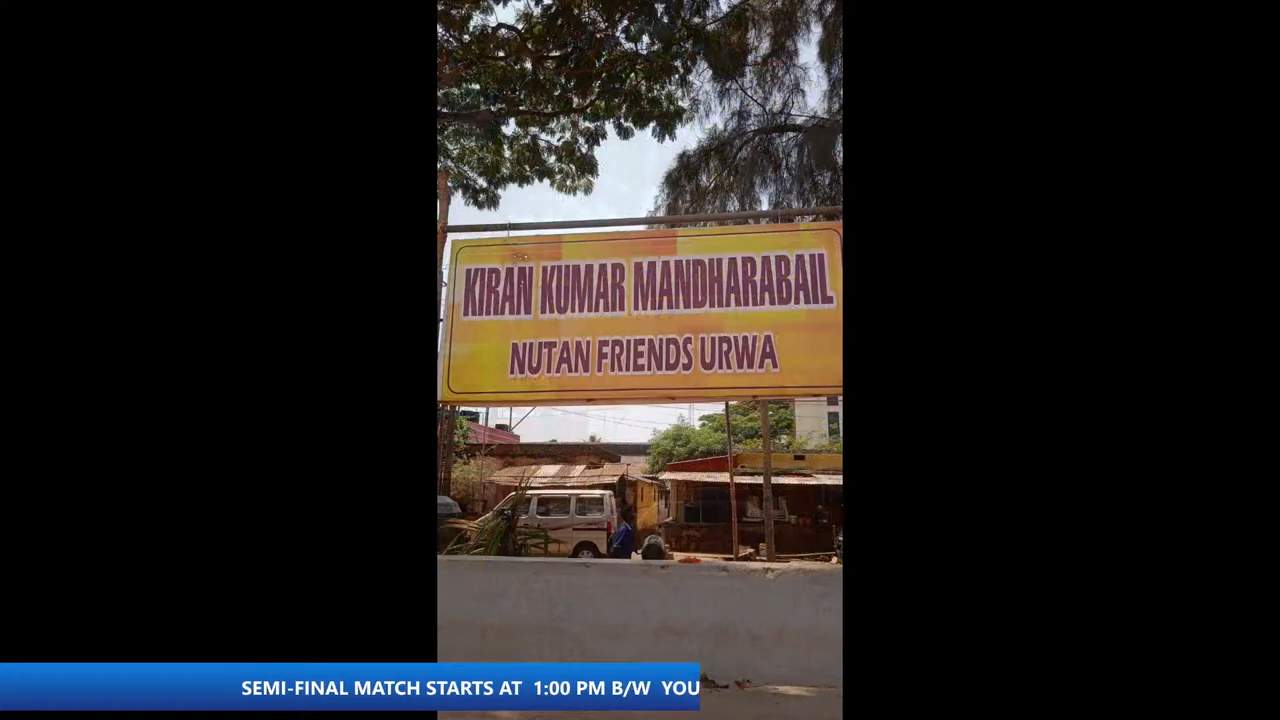 KIRAN KUMAR MANDHARABAIL
NUTAN FRIENDS URWA
SEMI-FINAL MATCH STARTS AT 1:00 PM B/W YOU